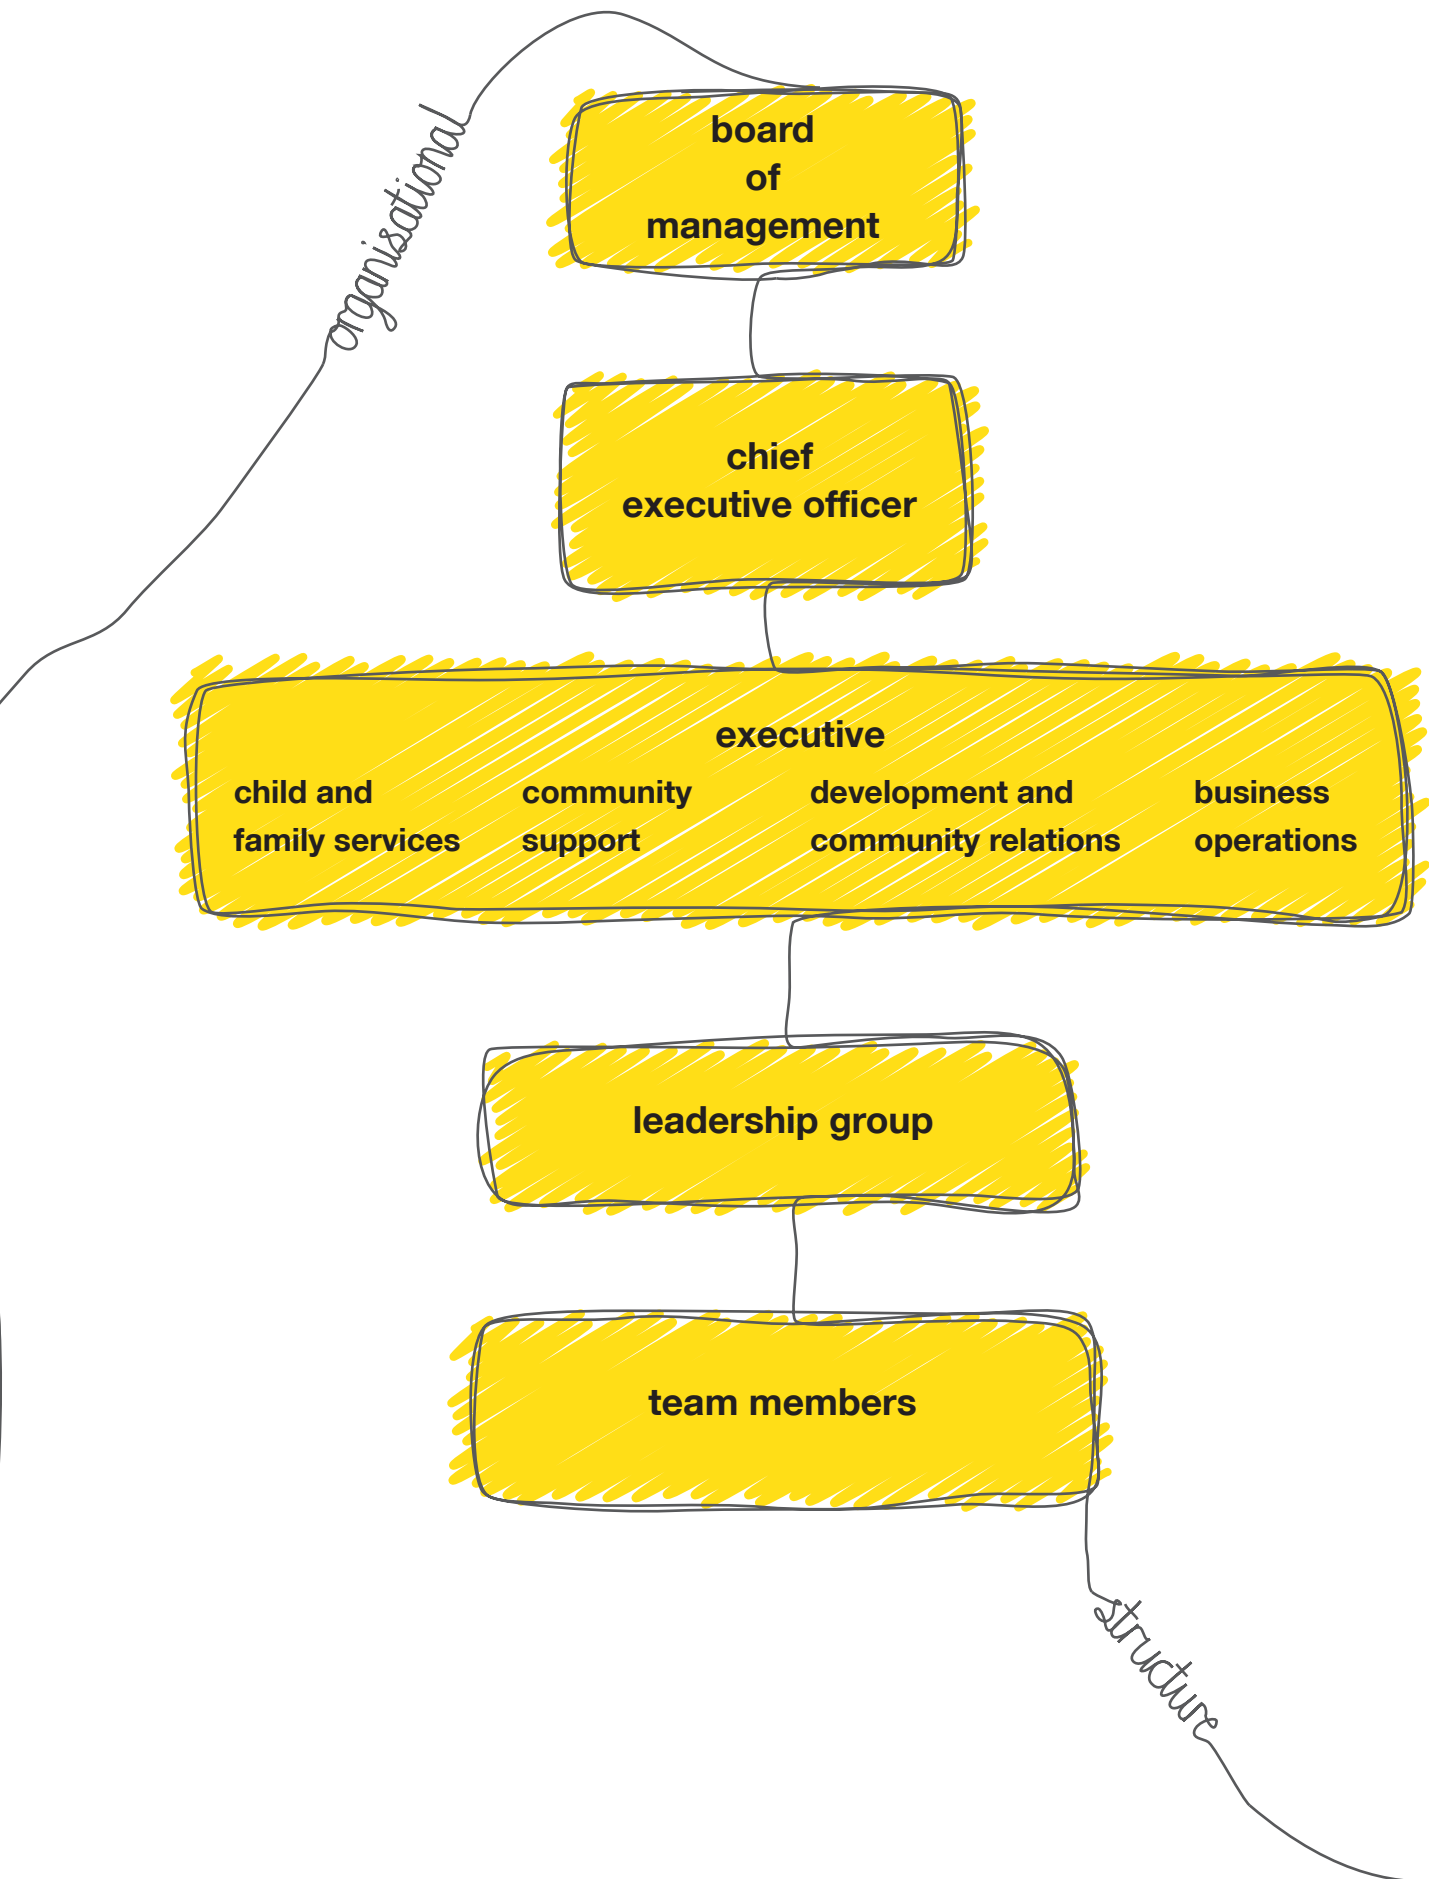 organisational
board
of
management
chief
executive officer
executive
child and
family services
community
support
development and
community relations
business
operations
leadership group
team members
structure